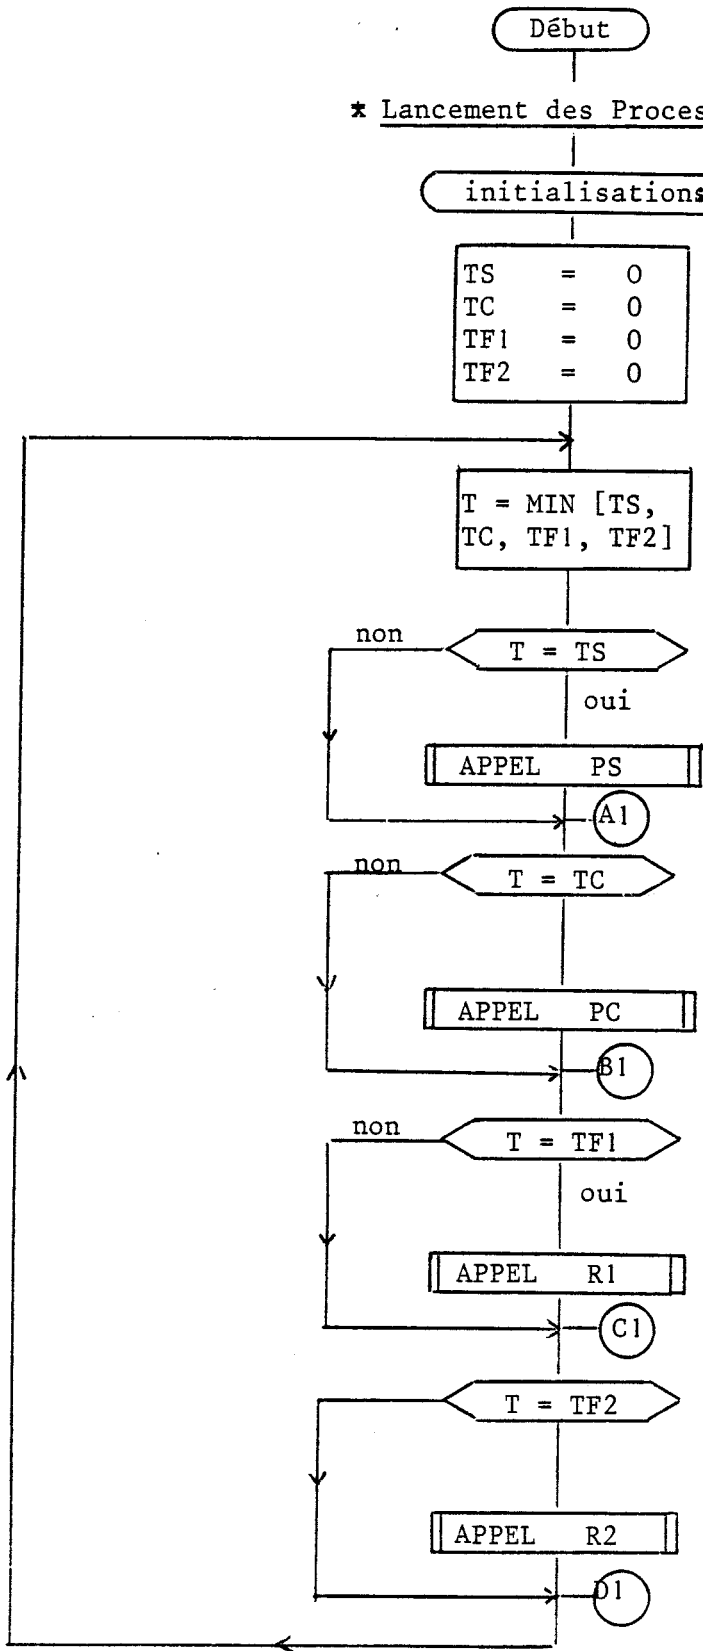 Début
* Lancement des Proces
initialisations
TS = 0
TC = 0
TF1 = 0
TF2 = 0
T = MIN [TS,
TC, TF1, TF2]
non
T = TS
oui
APPEL PS
A1
non
T = TC
APPEL PC
B1
non
T = TF1
oui
APPEL R1
C1
T = TF2
APPEL R2
D1